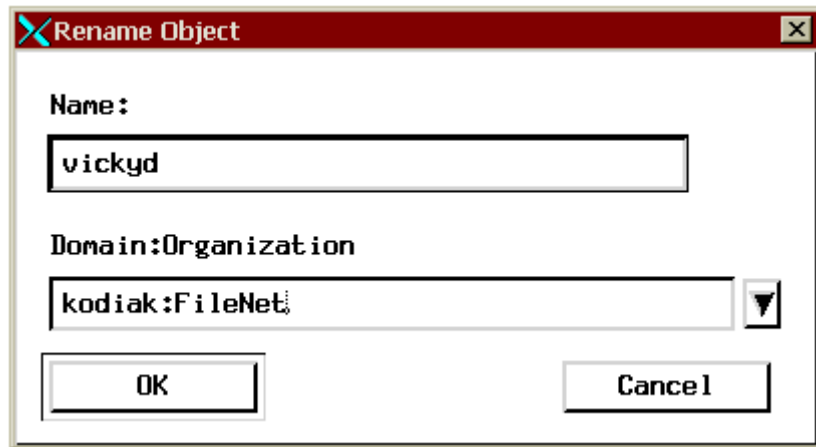 Rename Object
Name:
vickyd
Domain:Organization
kodiak:FileNet
OK Cancel